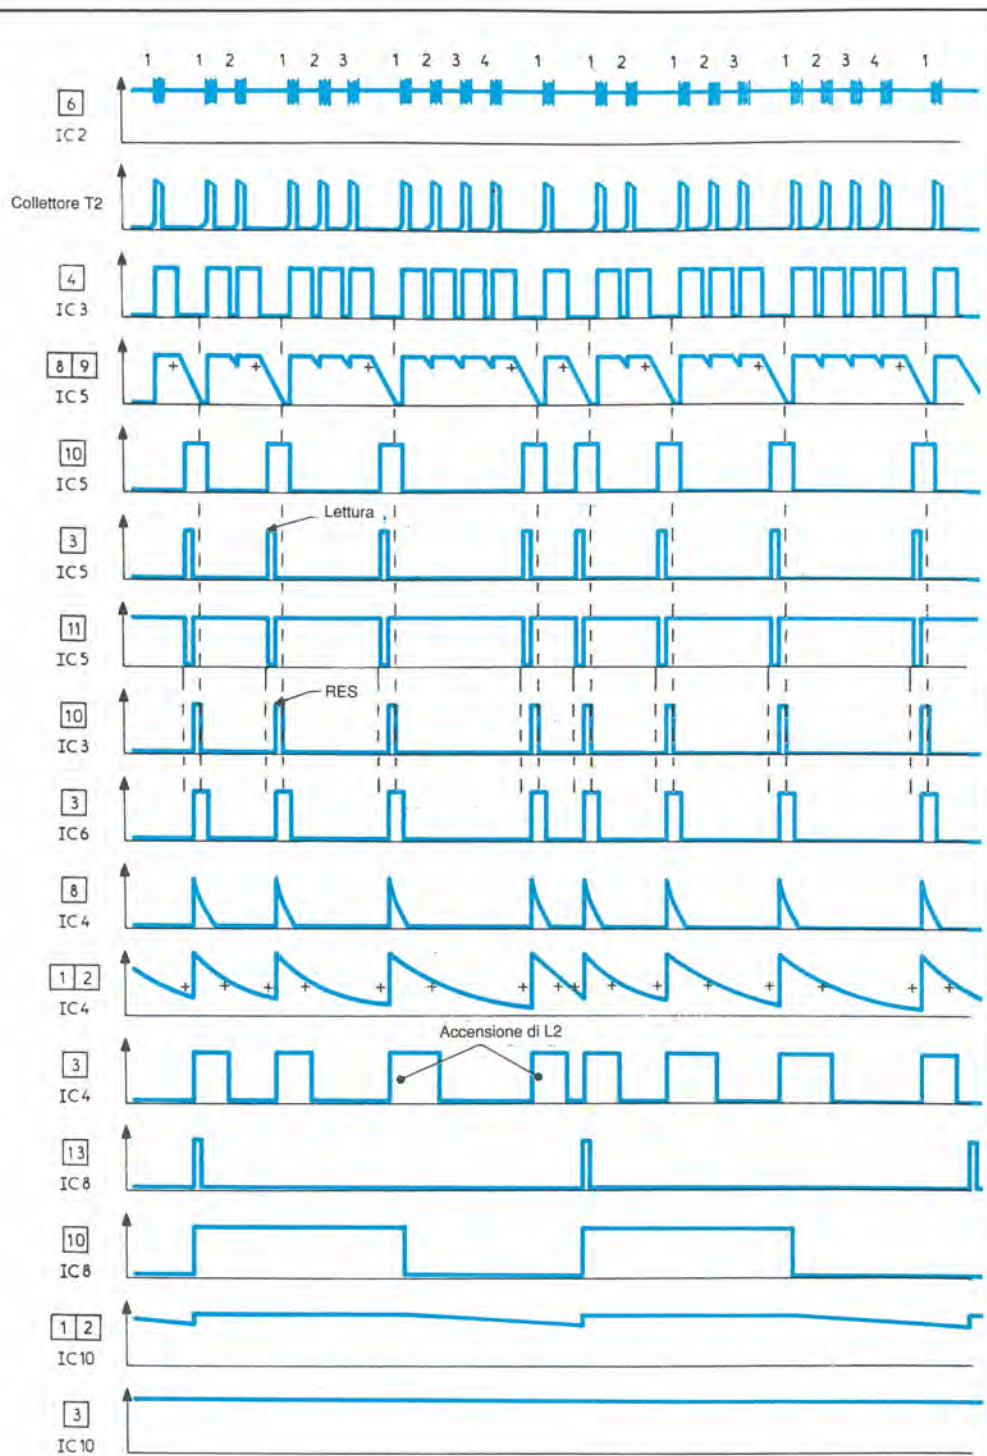 1 1 2 1 2 3 1 2 3 4 1 1 2 1 2 3 1 2 3 4 1
6
IC2
Collettore T2
4
IC3
8 9
IC5
+ + + + + + + +
10
IC5
Lettura
3
IC5
11
IC5
RES
10
IC3
3
IC6
8
IC4
1 2
IC4
+ + + + + + + + + + + + + + + +
Accensione di L2
3
IC4
13
IC8
10
IC8
1 2
IC10
3
IC10